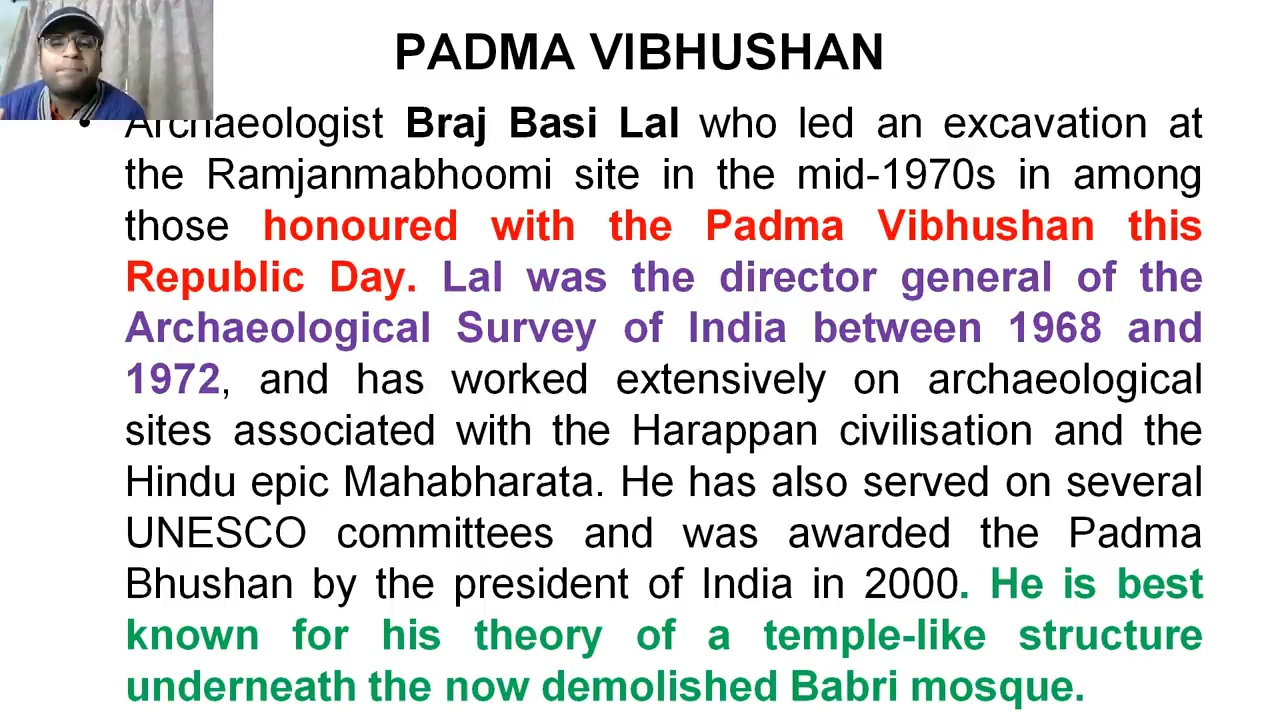 PADMA VIBHUSHAN
• Archaeologist Braj Basi Lal who led an excavation at
the Ramjanmabhoomi site in the mid-1970s in among
those honoured with the Padma Vibhushan this
Republic Day. Lal was the director general of the
Archaeological Survey of India between 1968 and
1972, and has worked extensively on archaeological
sites associated with the Harappan civilisation and the
Hindu epic Mahabharata. He has also served on several
UNESCO committees and was awarded the Padma
Bhushan by the president of India in 2000. He is best
known for his theory of a temple-like structure
underneath the now demolished Babri mosque.